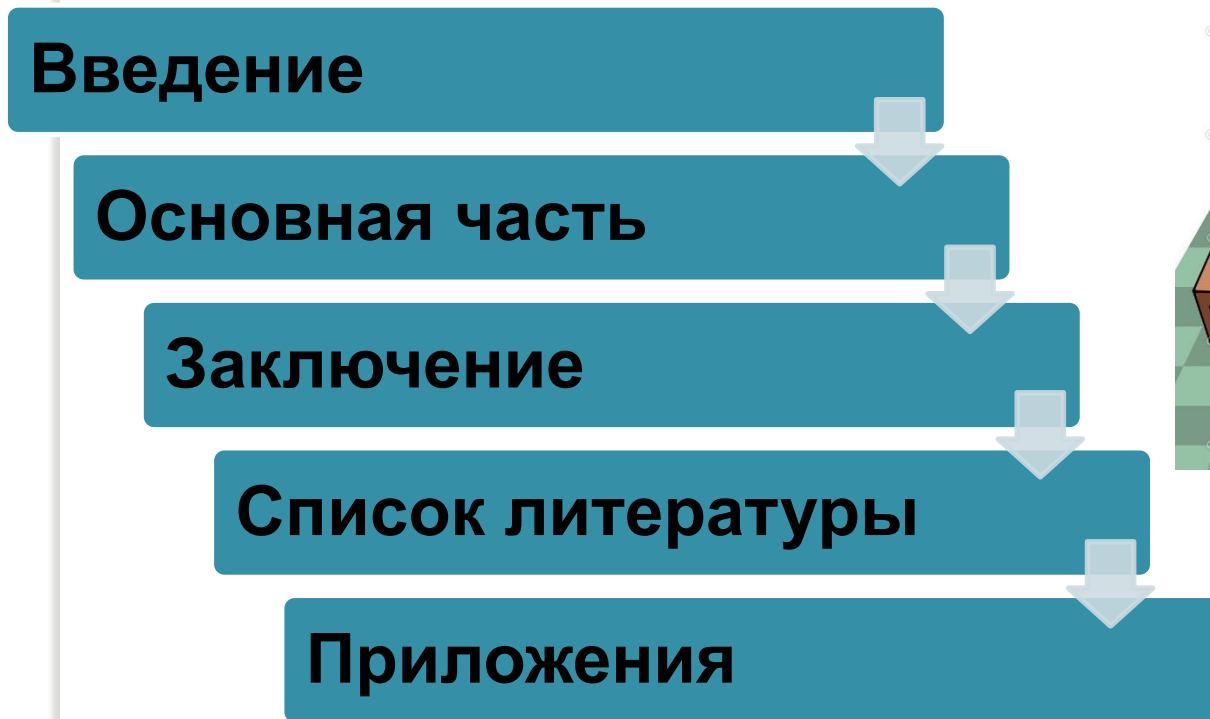 Введение
Основная часть
Заключение
Список литературы
Приложения